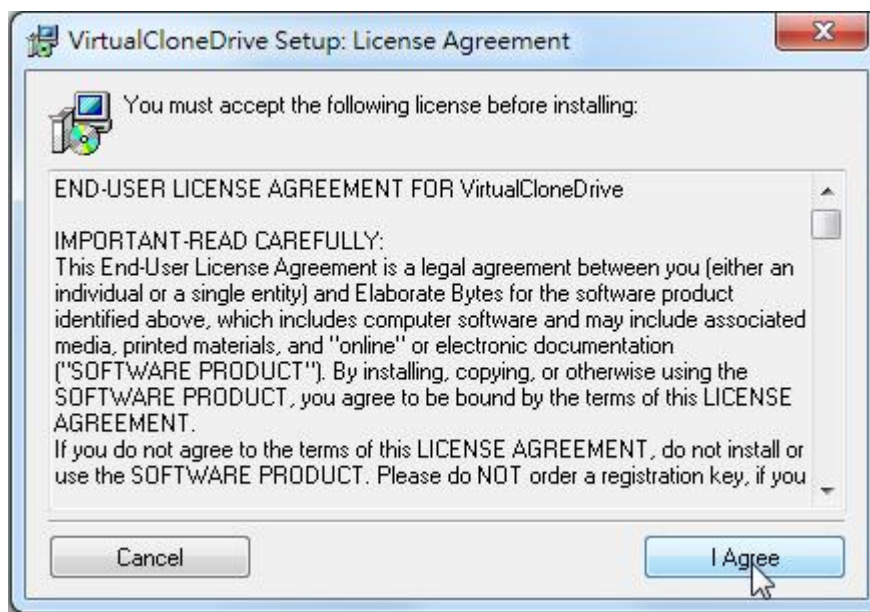 VirtualCloneDrive Setup: License Agreement
You must accept the following license before installing:
END-USER LICENSE AGREEMENT FOR VirtualCloneDrive
IMPORTANT-READ CAREFULLY:
This End-User License Agreement is a legal agreement between you (either an
individual or a single entity) and Elaborate Bytes for the software product
identified above, which includes computer software and may include associated
media, printed materials, and "online" or electronic documentation
("SOFTWARE PRODUCT"). By installing, copying, or otherwise using the
SOFTWARE PRODUCT, you agree to be bound by the terms of this LICENSE
AGREEMENT.
If you do not agree to the terms of this LICENSE AGREEMENT, do not install or
use the SOFTWARE PRODUCT. Please do NOT order a registration key, if you
Cancel
I Agree